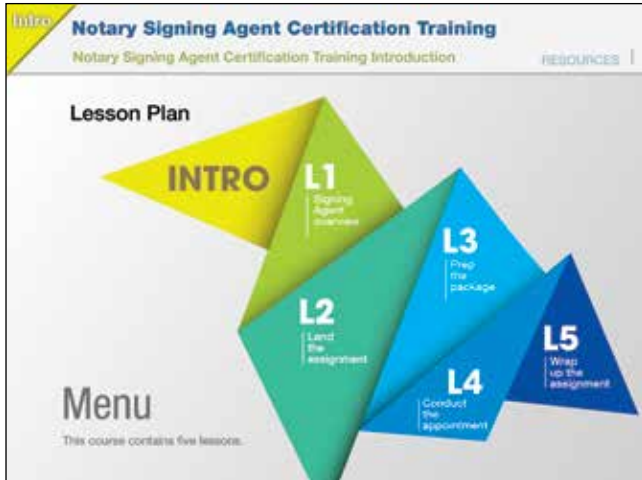 Intro
Notary Signing Agent Certification Training
Notary Signing Agent Certification Training Introduction
RESOURCES |
Lesson Plan
INTRO
L1
Signing
Agent
overview
L2
Land
the
assignment
L3
Prep
the
package
L4
Conduct
the
appointment
L5
Wrap
up the
assignment
Menu
This course contains five lessons.